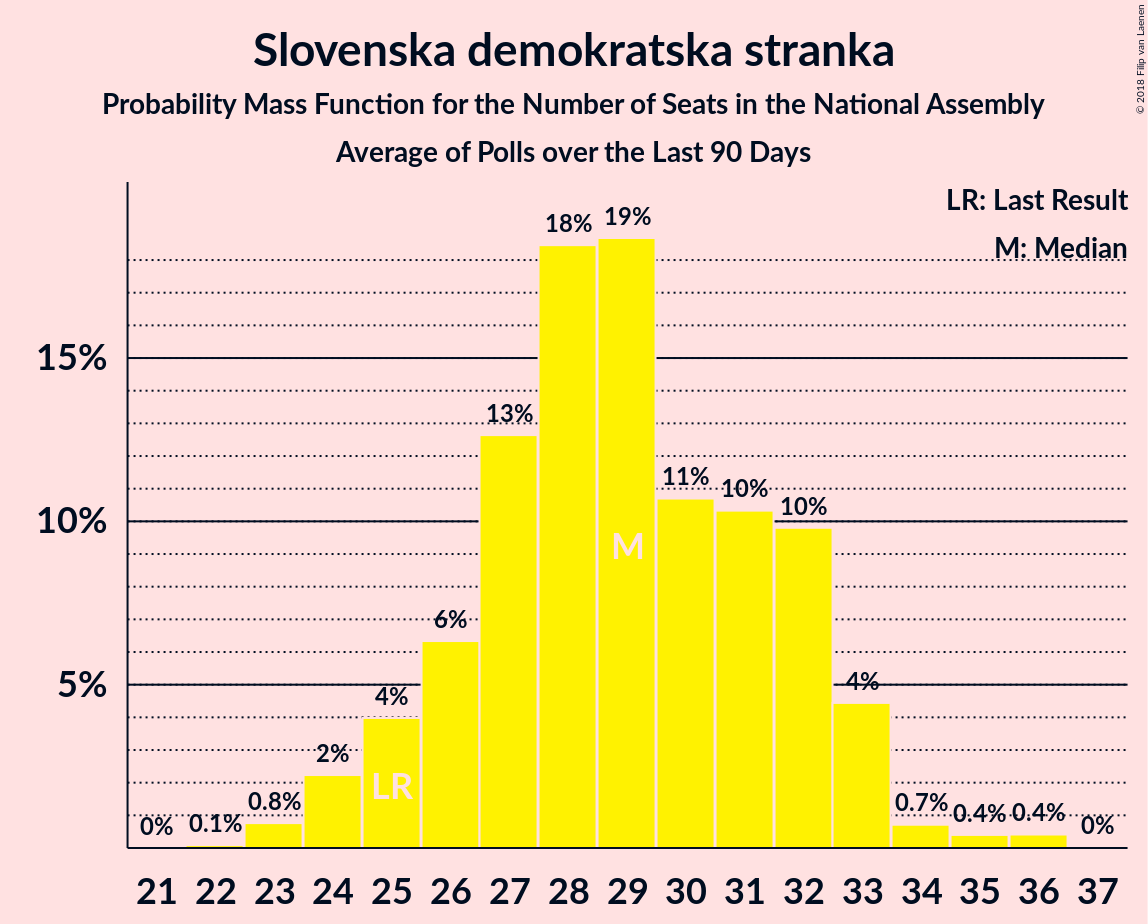 Slovenska demokratska stranka
Probability Mass Function for the Number of Seats in the National Assembly
Average of Polls over the Last 90 Days
© 2018 Filip van Laenen
LR: Last Result
M: Median
15%
10%
5%
0% 0.1% 0.8% 2% 4% 6% 13% 18% 19% 11% 10% 10% 4% 0.7% 0.4% 0.4% 0%
LR M
21 22 23 24 25 26 27 28 29 30 31 32 33 34 35 36 37